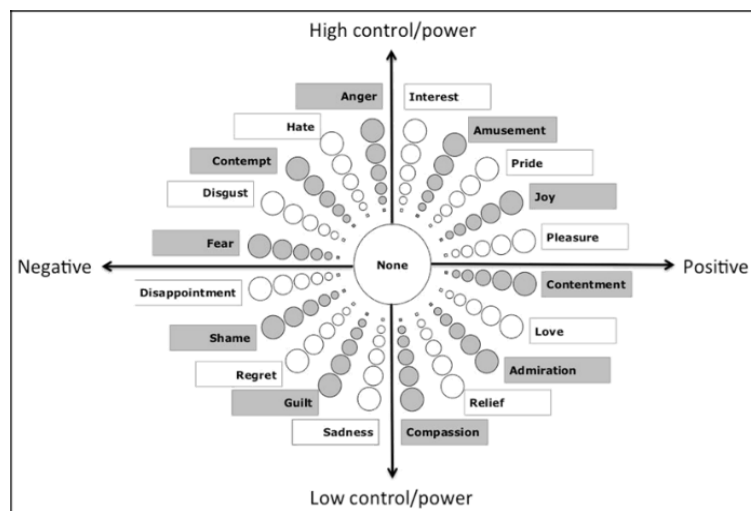 High control/power
Anger
Interest
Hate
Amusement
Contempt
Pride
Disgust
Joy
Fear
Pleasure
Negative
None
Positive
Disappointment
Contentment
Shame
Love
Regret
Admiration
Guilt
Relief
Sadness
Compassion
Low control/power